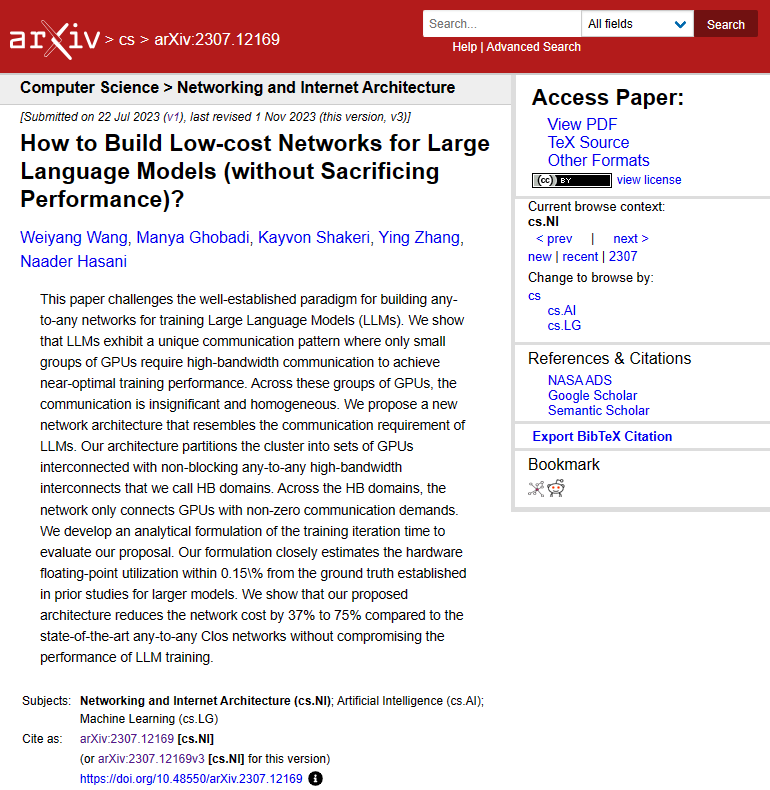 arXiv > cs > arXiv:2307.12169
Search...
All fields
Search
Help | Advanced Search
Computer Science > Networking and Internet Architecture
[Submitted on 22 Jul 2023 (v1), last revised 1 Nov 2023 (this version, v3)]
How to Build Low-cost Networks for Large
Language Models (without Sacrificing
Performance)?
Weiyang Wang, Manya Ghobadi, Kayvon Shakeri, Ying Zhang,
Naader Hasani
This paper challenges the well-established paradigm for building any-
to-any networks for training Large Language Models (LLMs). We show
that LLMs exhibit a unique communication pattern where only small
groups of GPUs require high-bandwidth communication to achieve
near-optimal training performance. Across these groups of GPUs, the
communication is insignificant and homogeneous. We propose a new
network architecture that resembles the communication requirement of
LLMs. Our architecture partitions the cluster into sets of GPUs
interconnected with non-blocking any-to-any high-bandwidth
interconnects that we call HB domains. Across the HB domains, the
network only connects GPUs with non-zero communication demands.
We develop an analytical formulation of the training iteration time to
evaluate our proposal. Our formulation closely estimates the hardware
floating-point utilization within 0.15\% from the ground truth established
in prior studies for larger models. We show that our proposed
architecture reduces the network cost by 37% to 75% compared to the
state-of-the-art any-to-any Clos networks without compromising the
performance of LLM training.
Subjects: Networking and Internet Architecture (cs.NI); Artificial Intelligence (cs.AI);
Machine Learning (cs.LG)
Cite as: arXiv:2307.12169 [cs.NI]
(or arXiv:2307.12169v3 [cs.NI] for this version)
https://doi.org/10.48550/arXiv.2307.12169
Access Paper:
View PDF
TeX Source
Other Formats
(cc) BY view license
Current browse context:
cs.NI
< prev | next >
new | recent | 2307
Change to browse by:
cs
cs.AI
cs.LG
References & Citations
NASA ADS
Google Scholar
Semantic Scholar
Export BibTeX Citation
Bookmark